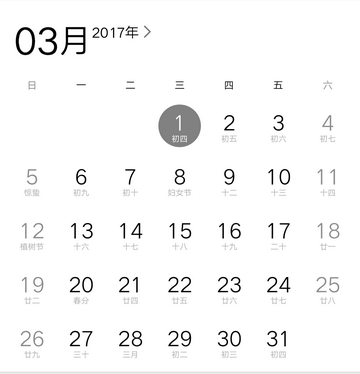 03月 2017年
日 一 二 三 四 五 六
1 2 3 4
初四 初五 初六 初七
5 6 7 8 9 10 11
惊蛰 初九 初十 妇女节 十二 十三 十四
12 13 14 15 16 17 18
植树节 十六 十七 十八 十九 二十 廿一
19 20 21 22 23 24 25
廿二 春分 廿四 廿五 廿六 廿七 廿八
26 27 28 29 30 31
廿九 三十 三月 初二 初三 初四